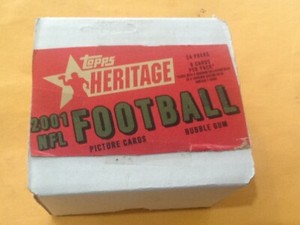 Topps
HERITAGE
24 PACKS
8 CARDS
PER PACK
2001
NFL
FOOTBALL
PICTURE CARDS
BUBBLE GUM